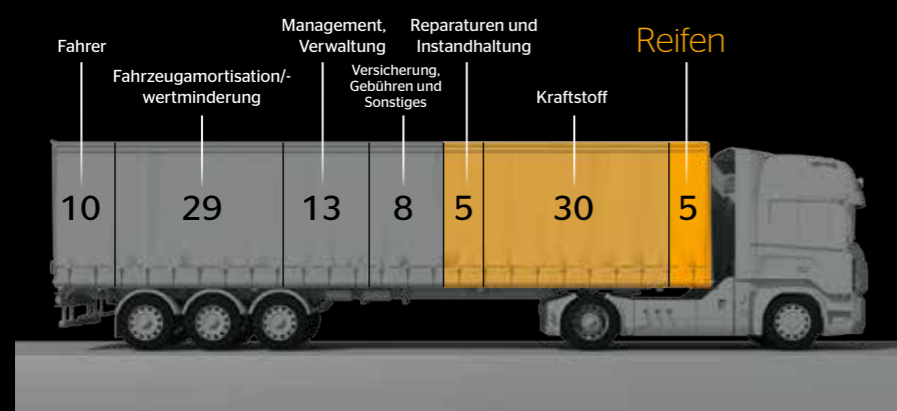 Fahrer
Fahrzeugamortisation/-
wertminderung
Management,
Verwaltung
Versicherung,
Gebühren und
Sonstiges
Reparaturen und
Instandhaltung
Kraftstoff
Reifen
10
29
13
8
5
30
5